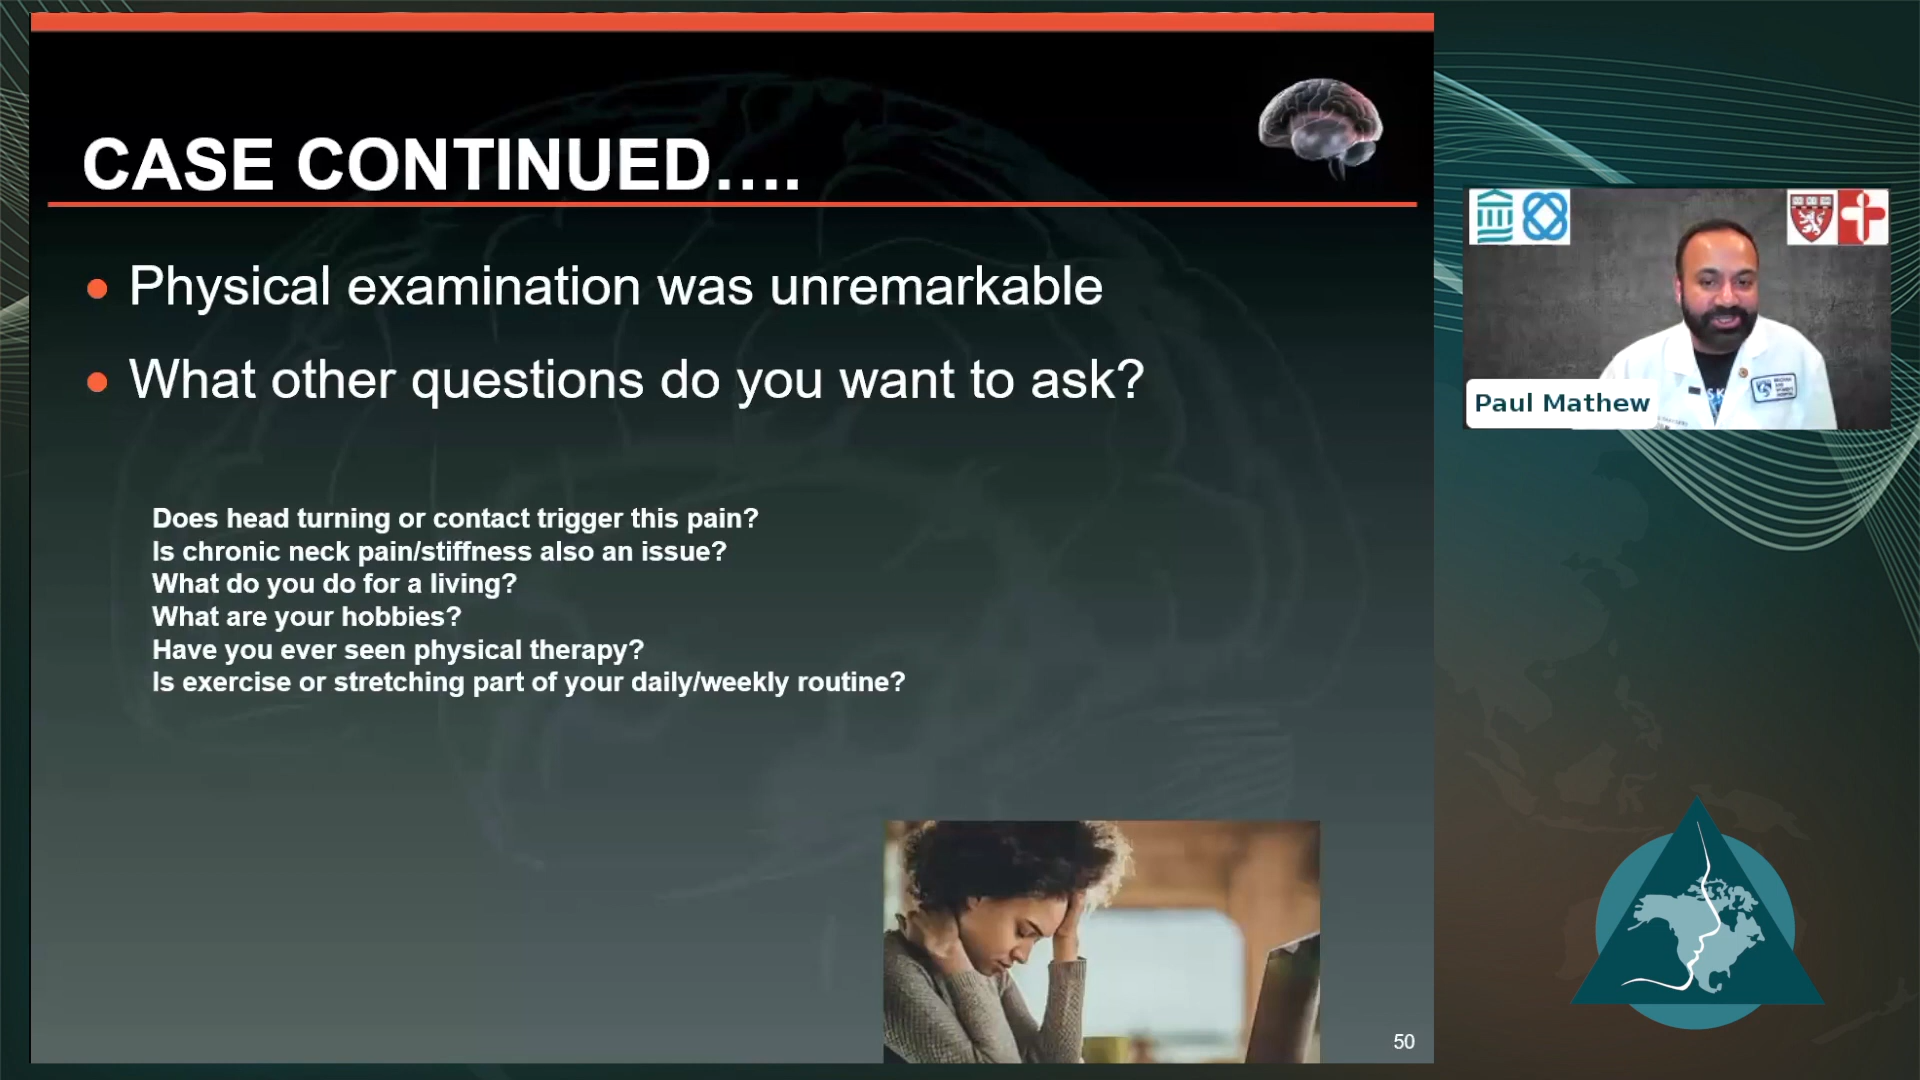 CASE CONTINUED....
Physical examination was unremarkable
What other questions do you want to ask?
Does head turning or contact trigger this pain?
Is chronic neck pain/stiffness also an issue?
What do you do for a living?
What are your hobbies?
Have you ever seen physical therapy?
Is exercise or stretching part of your daily/weekly routine?
50
Paul Mathew